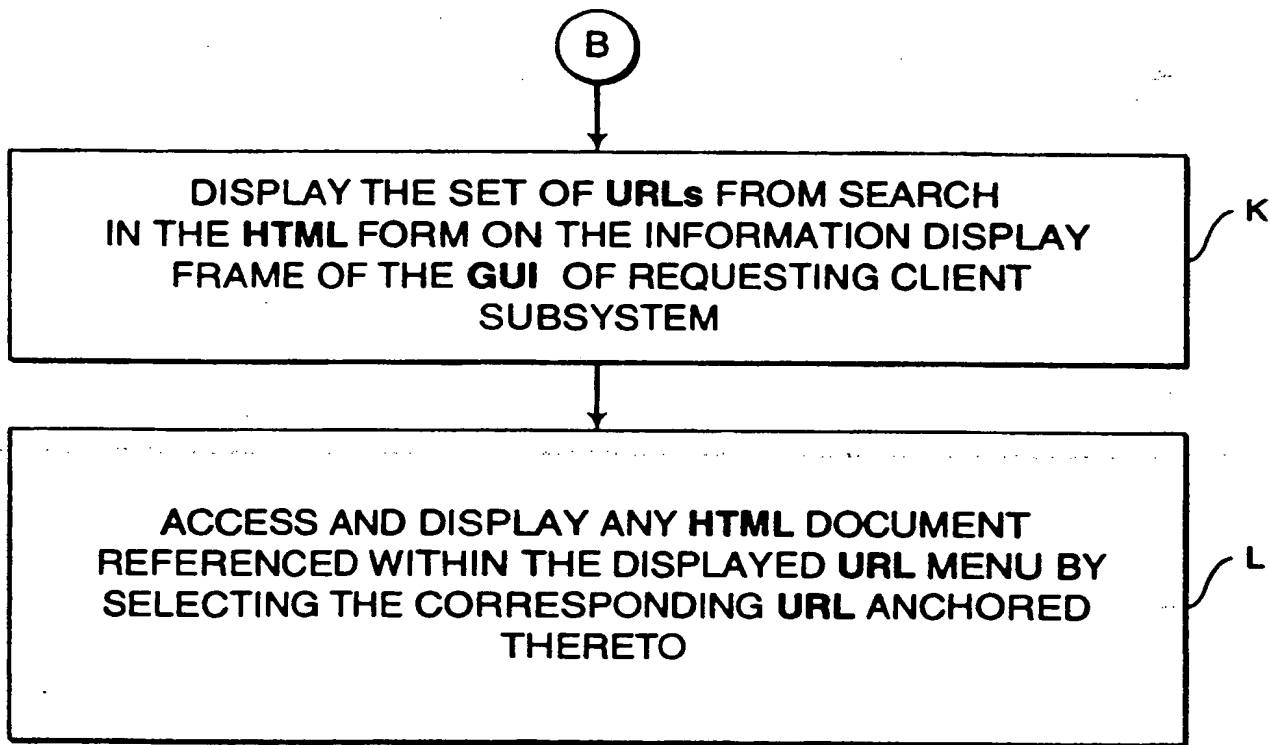 B
DISPLAY THE SET OF URLs FROM SEARCH
IN THE HTML FORM ON THE INFORMATION DISPLAY
FRAME OF THE GUI OF REQUESTING CLIENT
SUBSYSTEM
K
ACCESS AND DISPLAY ANY HTML DOCUMENT
REFERENCED WITHIN THE DISPLAYED URL MENU BY
SELECTING THE CORRESPONDING URL ANCHORED
THERETO
L